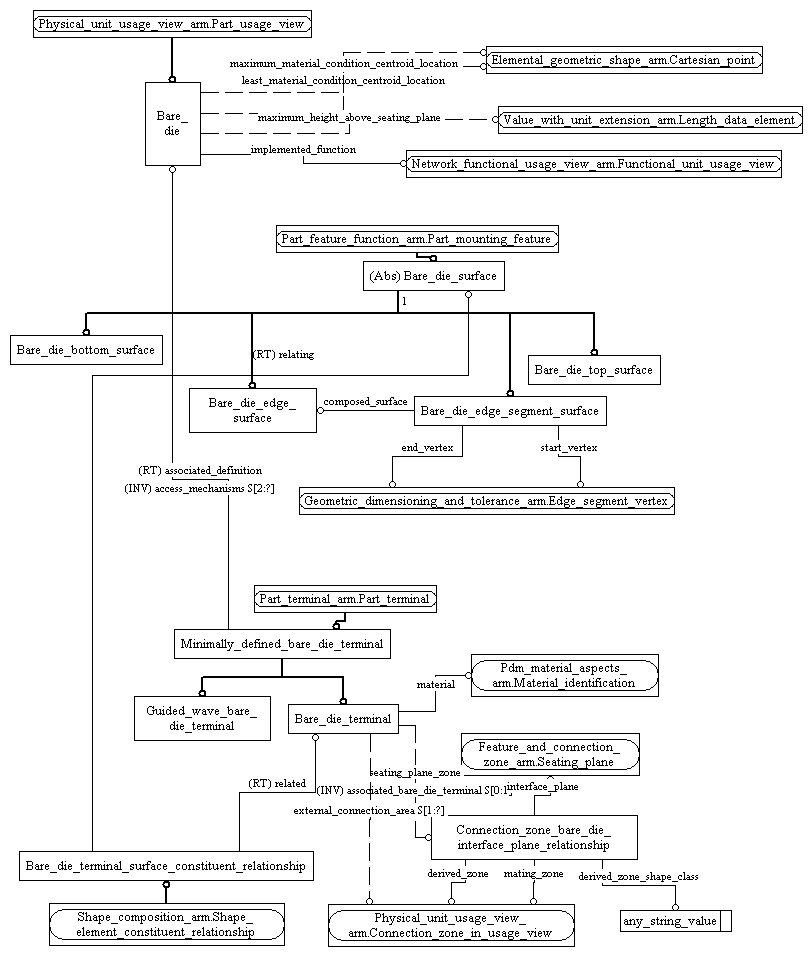 Physical_unit_usage_view_arm.Part_usage_view
maximum_material_condition_centroid_location
Elemental_geometric_shape_arm.Cartesian_point
least_material_condition_centroid_location
Bare_
die
maximum_height_above_seating_plane
Value_with_unit_extension_arm.Length_data_element
implemented_function
Network_functional_usage_view_arm.Functional_unit_usage_view
Part_feature_function_arm.Part_mounting_feature
(Abs) Bare_die_surface
1
Bare_die_bottom_surface
(RT) relating
Bare_die_top_surface
Bare_die_edge_
surface
composed_surface
Bare_die_edge_segment_surface
end_vertex
start_vertex
(RT) associated_definition
(INV) access_mechanisms S[2:?]
Geometric_dimensioning_and_tolerance_arm.Edge_segment_vertex
Part_terminal_arm.Part_terminal
Minimally_defined_bare_die_terminal
Pdm_material_aspects_
arm.Material_identification
material
Guided_wave_bare_
die_terminal
Bare_die_terminal
Feature_and_connection_
zone_arm.Seating_plane
seating_plane_zone
(RT) related
(INV) associated_bare_die_terminal S[0:1]
interface_plane
external_connection_area S[1:?]
Connection_zone_bare_die_
interface_plane_relationship
Bare_die_terminal_surface_constituent_relationship
derived_zone
mating_zone
derived_zone_shape_class
Shape_composition_arm.Shape_
element_constituent_relationship
Physical_unit_usage_view_
arm.Connection_zone_in_usage_view
any_string_value